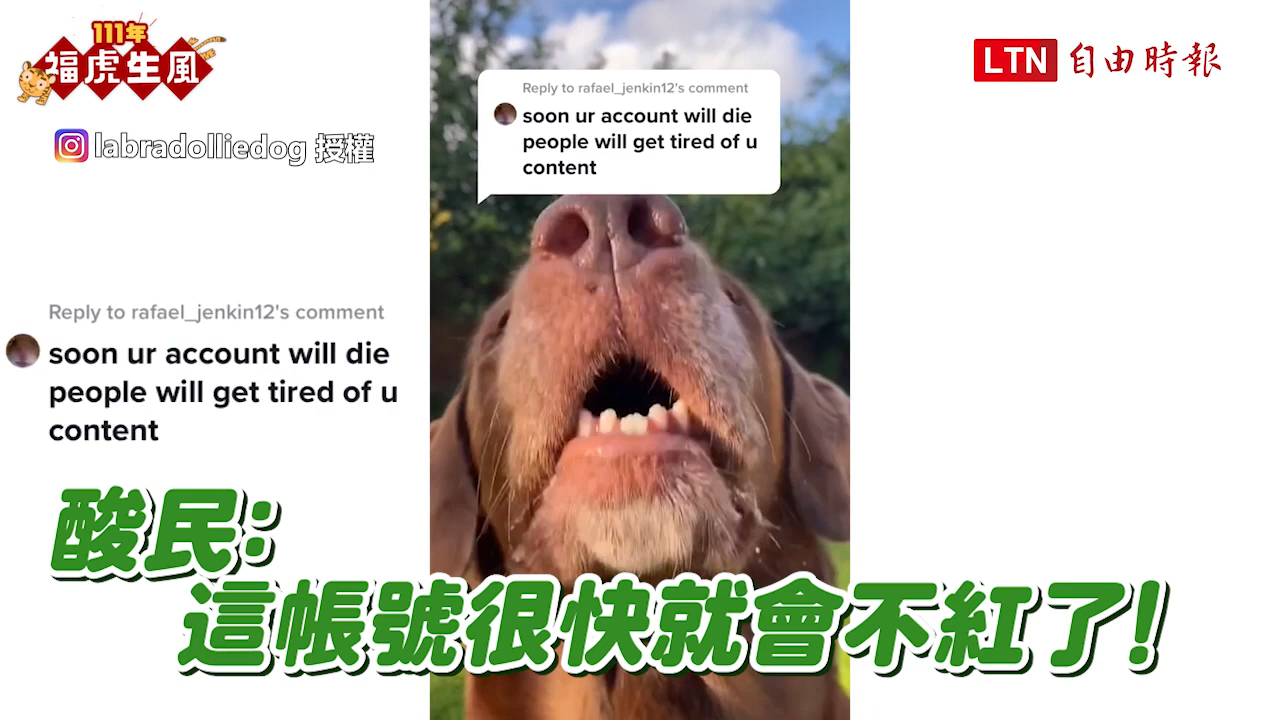 111年
福虎生風
LTN 自由時報
labradolliedog 授權
Reply to rafael_jenkin12's comment
soon ur account will die
people will get tired of u
content
Reply to rafael_jenkin12's comment
soon ur account will die
people will get tired of u
content
酸民:
這帳號很快就會不紅了!